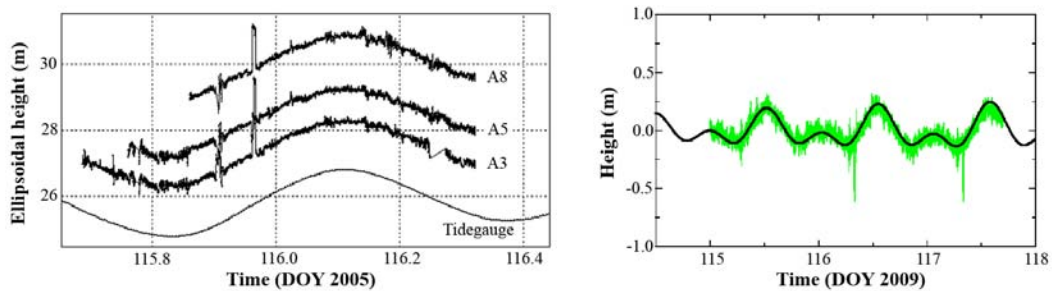 Ellipsoidal height (m)
30
28
26
A8
A5
A3
Tidegauge
115.8
116.0
116.2
116.4
Time (DOY 2005)
Height (m)
1.0
0.5
0.0
-0.5
-1.0
115
116
117
118
Time (DOY 2009)